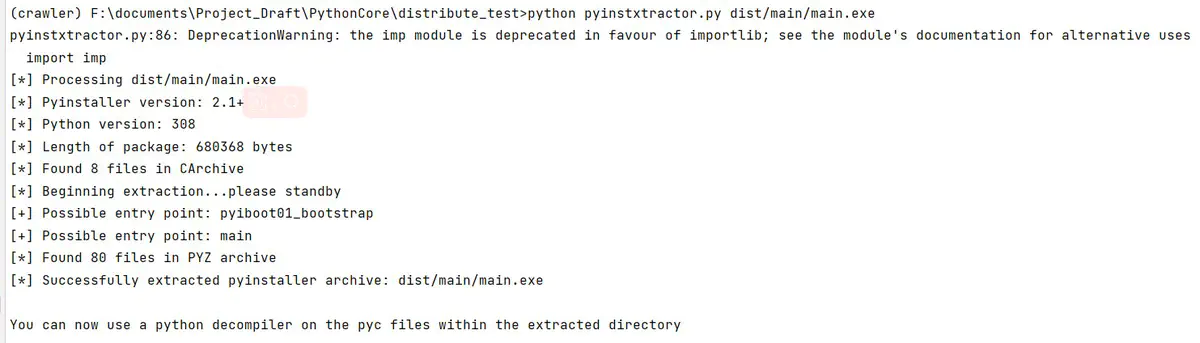 (crawler) F:\documents\Project_Draft\PythonCore\distribute_test>python pyinstxtractor.py dist/main/main.exe
pyinstxtractor.py:86: DeprecationWarning: the imp module is deprecated in favour of importlib; see the module's documentation for alternative uses
  import imp
[*] Processing dist/main/main.exe
[*] Pyinstaller version: 2.1+
[*] Python version: 308
[*] Length of package: 680368 bytes
[*] Found 8 files in CArchive
[*] Beginning extraction...please standby
[+] Possible entry point: pyiboot01_bootstrap
[+] Possible entry point: main
[*] Found 80 files in PYZ archive
[*] Successfully extracted pyinstaller archive: dist/main/main.exe

You can now use a python decompiler on the pyc files within the extracted directory